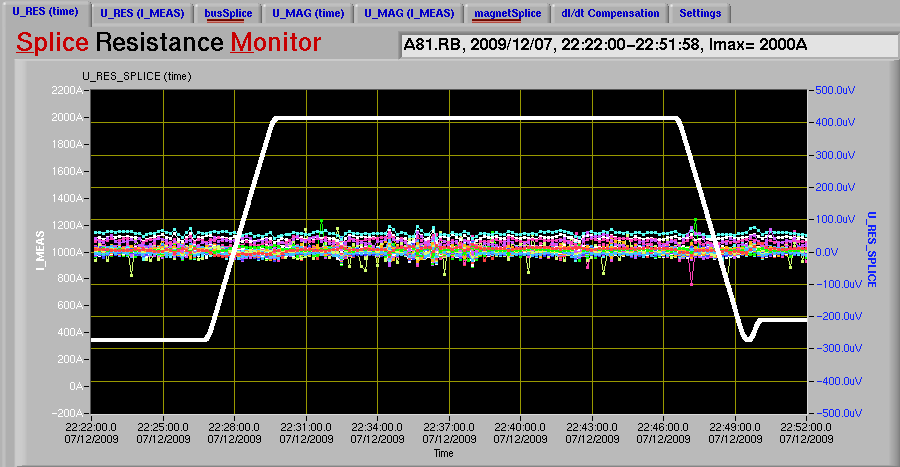 U_RES (time) U_RES (I_MEAS) busSplice U_MAG (time) U_MAG (I_MEAS) magnetSplice dI/dt Compensation Settings
Splice Resistance Monitor
A81.RB, 2009/12/07, 22:22:00-22:51:58, Imax= 2000A
U_RES_SPLICE (time)
2200A 500.0uV
2000A 400.0uV
1800A
1600A 300.0uV
1400A 200.0uV
1200A 100.0uV
1000A 0.0uV
800A -100.0uV
600A -200.0uV
400A -300.0uV
200A
0A -400.0uV
-200A -500.0uV
I_MEAS
U_RES_SPLICE
22:22:00.0 22:25:00.0 22:28:00.0 22:31:00.0 22:34:00.0 22:37:00.0 22:40:00.0 22:43:00.0 22:46:00.0 22:49:00.0 22:52:00.0
07/12/2009 07/12/2009 07/12/2009 07/12/2009 07/12/2009 07/12/2009 07/12/2009 07/12/2009 07/12/2009 07/12/2009 07/12/2009
Time